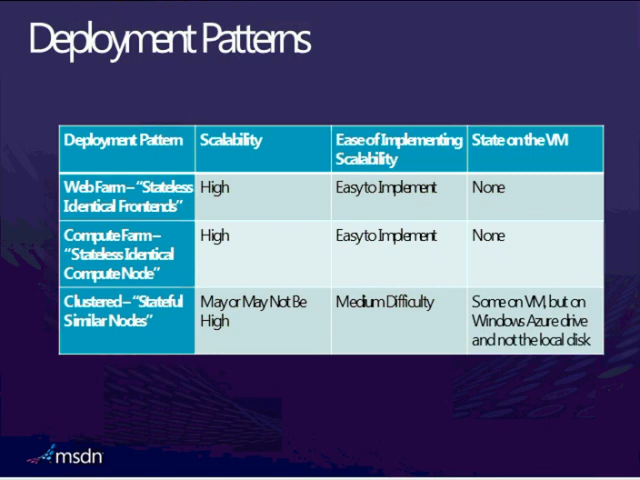 Deployment Patterns
Deployment Pattern Scalability Ease of Implementing Scalability State on the VM
Web Farm – “Stateless Identical Frontends” High Easy to Implement None
Compute Farm – “Stateless Identical Compute Node” High Easy to Implement None
Clustered – “Stateful Similar Nodes” May or May Not Be High Medium Difficulty Some on VM, but on Windows Azure drive and not the local disk
msdn